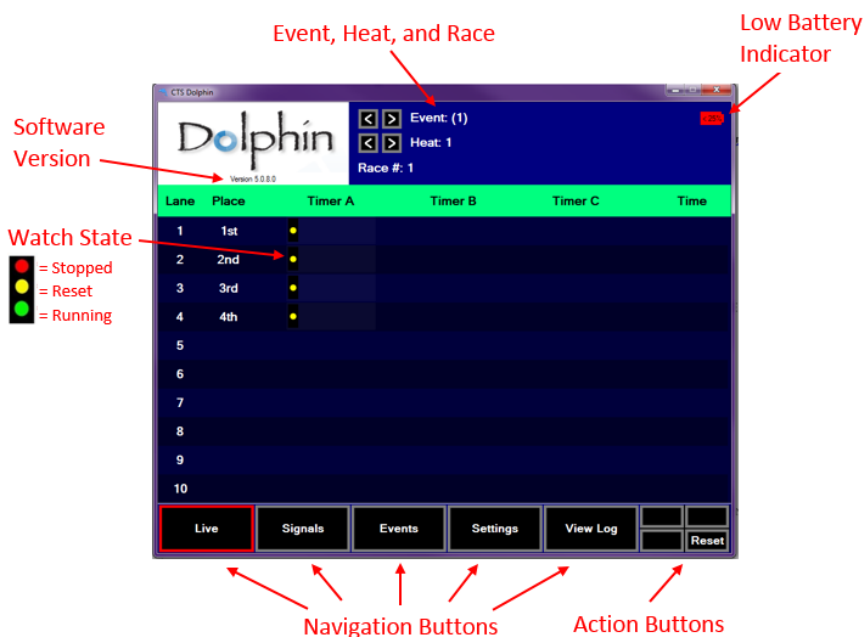 Event, Heat, and Race
Low Battery
Indicator
CTS Dolphin
Software
Version
Dolphin
Version 5.0.8.0
< > Event: (1)
< > Heat: 1
Race #: 1
Lane Place Timer A Timer B Timer C Time
Watch State
= Stopped
= Reset
= Running
1 1st
2 2nd
3 3rd
4 4th
5
6
7
8
9
10
Live Signals Events Settings View Log Reset
Navigation Buttons
Action Buttons